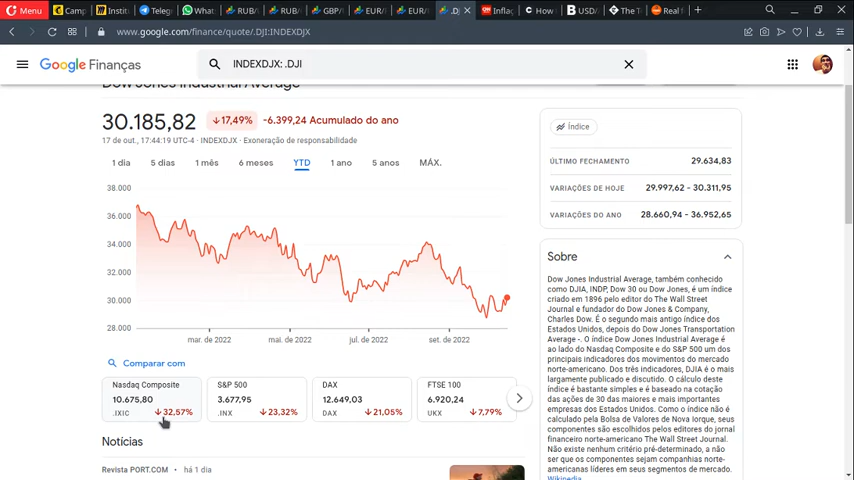 Menu
Camp
Instit
Telegr
What
RUB/
RUB/
GBP/
EUR/
EUR/
.DJ
Inflaç
How
USD/
The T
Real f
www.google.com/finance/quote/.DJI:INDEXDJX
Google Finanças
INDEXDJX: .DJI
Dow Jones Industrial Average
30.185,82
17,49%
-6.399,24 Acumulado do ano
17 de out., 17:44:19 UTC-4 · INDEXDJX · Exoneração de responsabilidade
1 dia
5 dias
1 mês
6 meses
YTD
1 ano
5 anos
MÁX.
38.000
36.000
34.000
32.000
30.000
28.000
mar. de 2022
mai. de 2022
jul. de 2022
set. de 2022
Comparar com
Nasdaq Composite
10.675,80
.IXIC
32,57%
S&P 500
3.677,95
.INX
23,32%
DAX
12.649,03
DAX
21,05%
FTSE 100
6.920,24
UKX
7,79%
Notícias
Revista PORT.COM • há 1 dia
Índice
ÚLTIMO FECHAMENTO
29.634,83
VARIAÇÕES DE HOJE
29.997,62 - 30.311,95
VARIAÇÕES DO ANO
28.660,94 - 36.952,65
Sobre
Dow Jones Industrial Average, também conhecido
como DJIA, INDP, Dow 30 ou Dow Jones, é um índice
criado em 1896 pelo editor do The Wall Street
Journal e fundador do Dow Jones & Company,
Charles Dow. É o segundo mais antigo índice dos
Estados Unidos, depois do Dow Jones Transportation
Average -. O índice Dow Jones Industrial Average é
ao lado do Nasdaq Composite e do S&P 500 um dos
principais indicadores dos movimentos do mercado
norte-americano. Dos três indicadores, DJIA é o mais
largamente publicado e discutido. O cálculo deste
índice é bastante simples e é baseado na cotação
das ações de 30 das maiores e mais importantes
empresas dos Estados Unidos. Como o índice não é
calculado pela Bolsa de Valores de Nova Iorque, seus
componentes são escolhidos pelos editores do jornal
financeiro norte-americano The Wall Street Journal.
Não existe nenhum critério pré-determinado, a não
ser que os componentes sejam companhias norte-
americanas líderes em seus segmentos de mercado.
Wikipedia